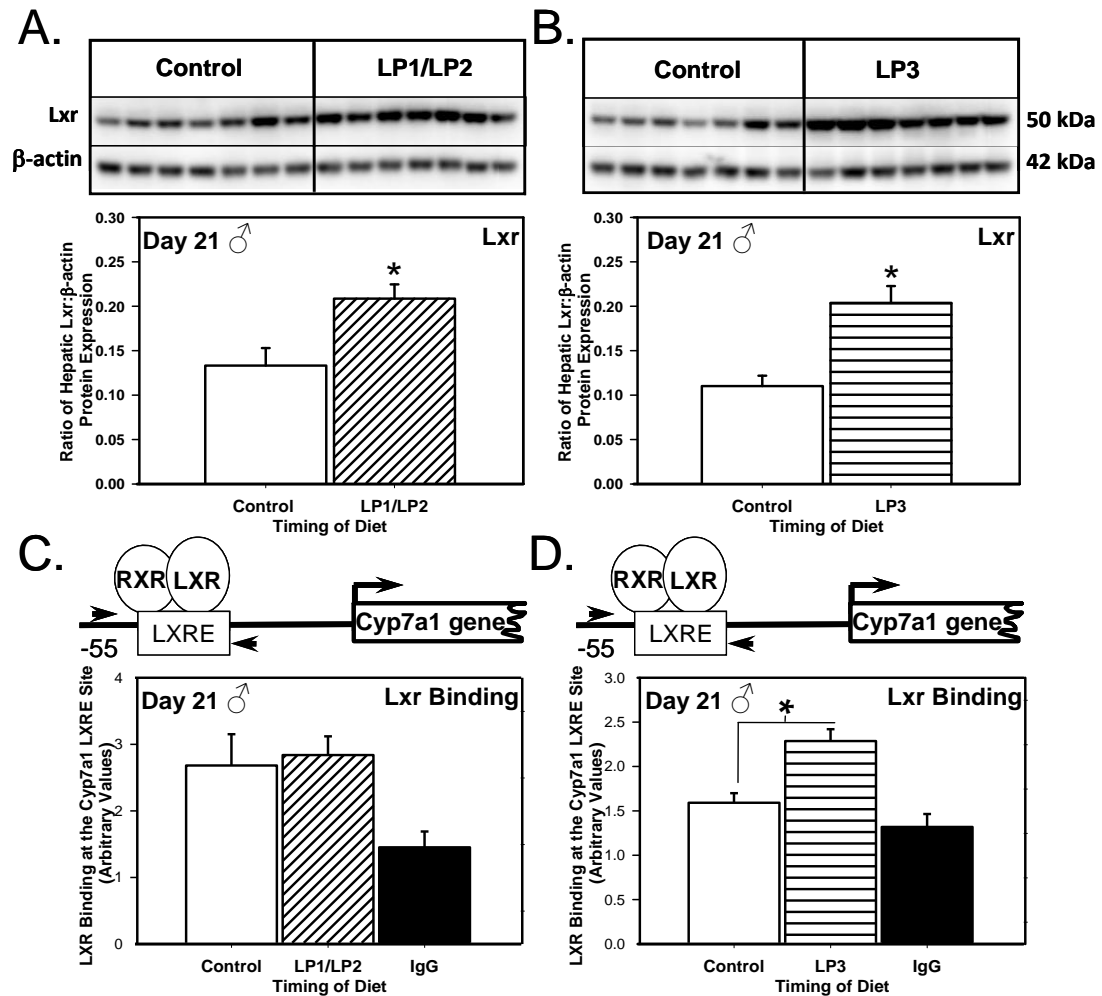 A.
Control LP1/LP2
Lxr
β-actin
B.
Control LP3
50 kDa
42 kDa
Ratio of Hepatic Lxr:β-actin
Protein Expression
0.30
0.25
0.20
0.15
0.10
0.05
0.00
Day 21 ♂ Lxr
*
Control LP1/LP2
Timing of Diet
Ratio of Hepatic Lxr:β-actin
Protein Expression
0.30
0.25
0.20
0.15
0.10
0.05
0.00
Day 21 ♂ Lxr
*
Control LP3
Timing of Diet
C.
RXR LXR
LXRE
-55
Cyp7a1 gene
LXR Binding at the Cyp7a1 LXRE Site
(Arbitrary Values)
4
3
2
1
0
Day 21 ♂ Lxr Binding
Control LP1/LP2 IgG
Timing of Diet
D.
RXR LXR
LXRE
-55
Cyp7a1 gene
LXR Binding at the Cyp7a1 LXRE Site
(Arbitrary Values)
3.0
2.5
2.0
1.5
1.0
0.5
0.0
Day 21 ♂ Lxr Binding
*
Control LP3 IgG
Timing of Diet